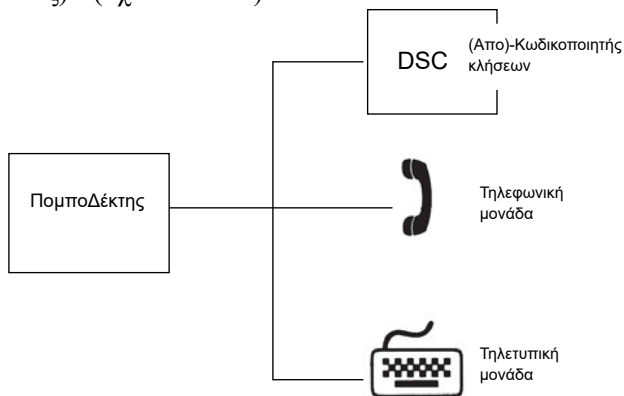 DSC
(Απο)-Κωδικοποιητής
κλήσεων
ΠομποΔέκτης
Τηλεφωνική
μονάδα
Τηλετυπική
μονάδα